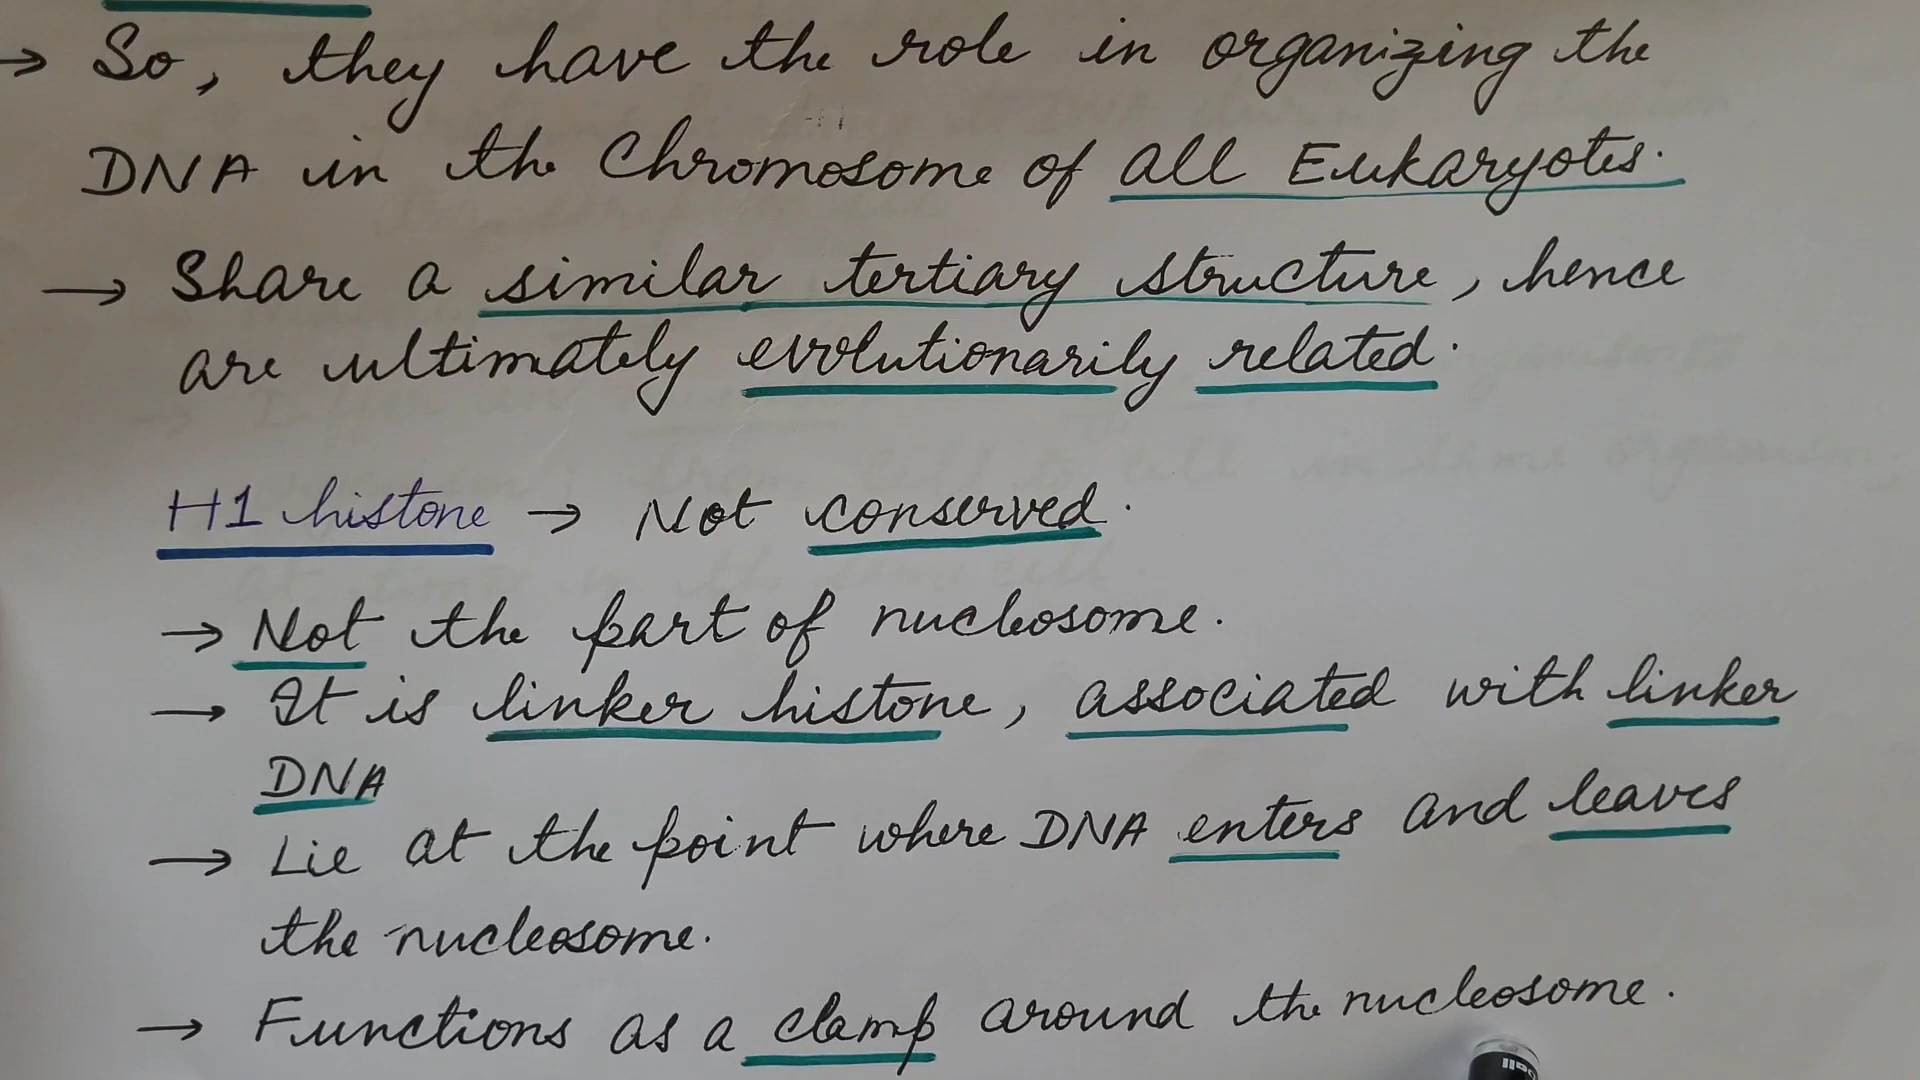 → So, they have the role in organizing the
DNA in the Chromosome of all Eukaryotes.
→ Share a similar tertiary structure, hence
are ultimately evolutionarily related.
H1 histone → Not conserved.
→ Not the part of nucleosome.
→ It is linker histone, associated with linker
DNA
→ Lie at the point where DNA enters and leaves
the nucleosome.
→ Functions as a clamp around the nucleosome.